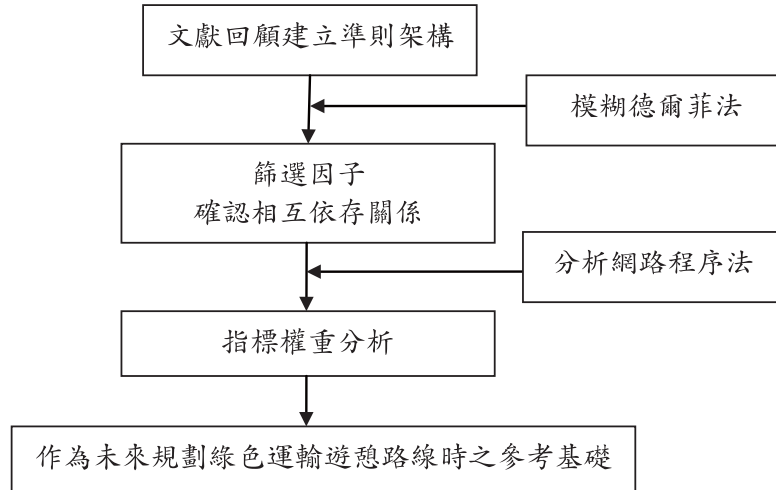 文獻回顧建立準則架構
模糊德爾菲法
篩選因子
確認相互依存關係
分析網路程序法
指標權重分析
作為未來規劃綠色運輸遊憩路線時之參考基礎